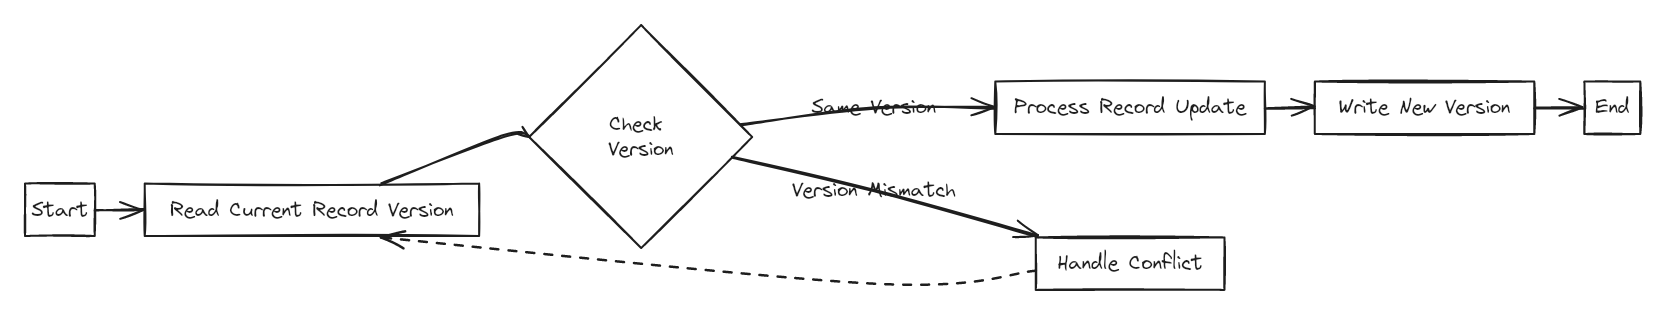 Start
Read Current Record Version
Check
Version
Same Version
Process Record Update
Write New Version
End
Version Mismatch
Handle Conflict